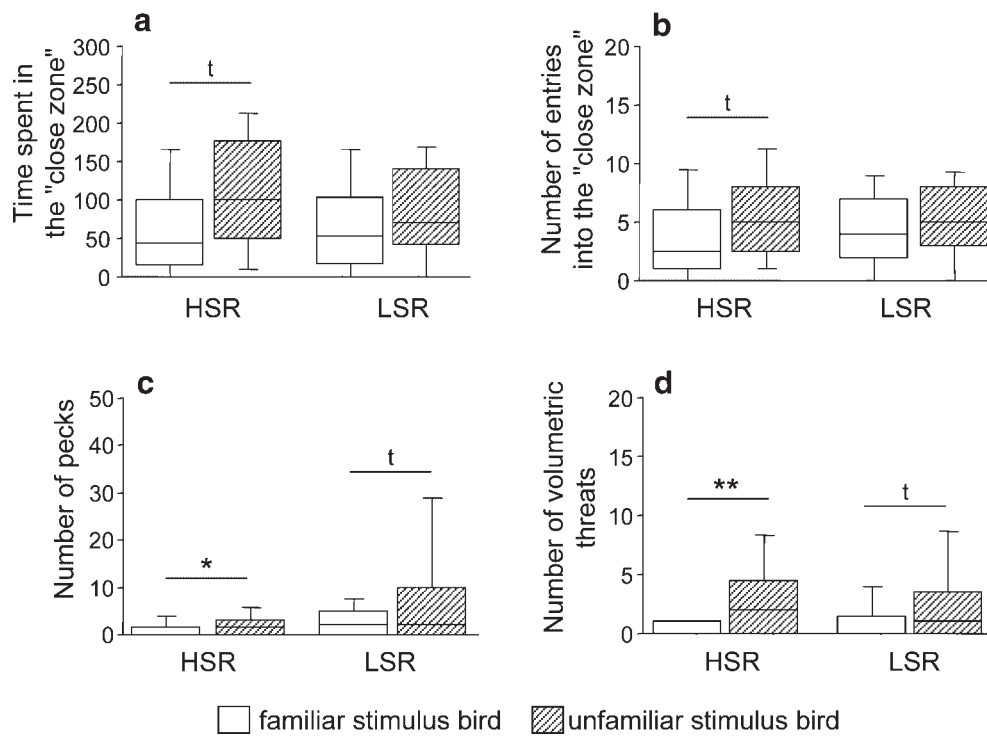 a
Time spent in
the "close zone"
300
250
200
150
100
50
0
t
HSR
LSR
b
Number of entries
into the "close zone"
20
15
10
5
0
t
HSR
LSR
c
Number of pecks
50
40
30
20
10
0
*
t
HSR
LSR
d
Number of volumetric
threats
20
15
10
5
0
**
t
HSR
LSR
familiar stimulus bird
unfamiliar stimulus bird